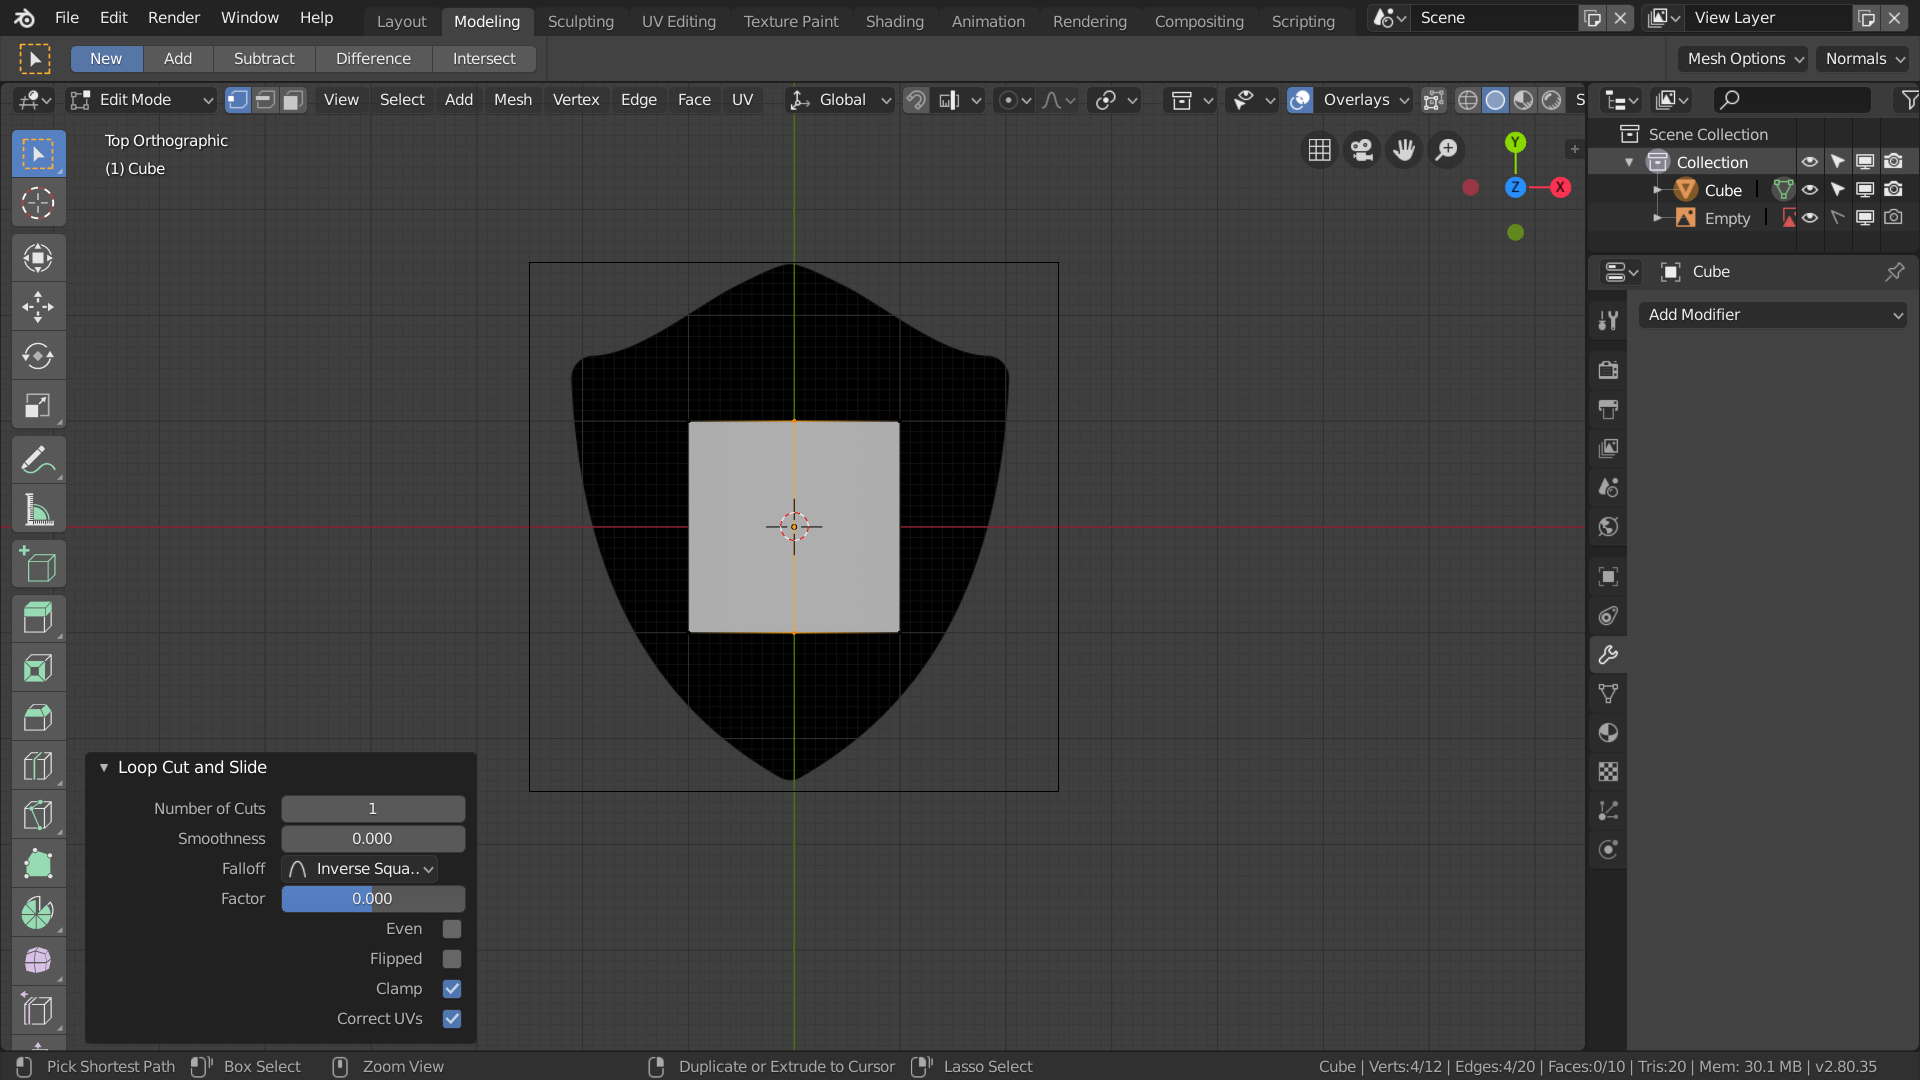 File Edit Render Window Help Layout Modeling Sculpting UV Editing Texture Paint Shading Animation Rendering Compositing Scripting Scene View Layer
New Add Subtract Difference Intersect Mesh Options Normals
Edit Mode View Select Add Mesh Vertex Edge Face UV Global Overlays S
Top Orthographic
(1) Cube
Y
Z X
Scene Collection
Collection
Cube
Empty
Cube
Add Modifier
Loop Cut and Slide
Number of Cuts 1
Smoothness 0.000
Falloff Inverse Squa..
Factor 0.000
Even
Flipped
Clamp
Correct UVs
Pick Shortest Path Box Select Zoom View Duplicate or Extrude to Cursor Lasso Select Cube | Verts:4/12 | Edges:4/20 | Faces:0/10 | Tris:20 | Mem: 30.1 MB | v2.80.35